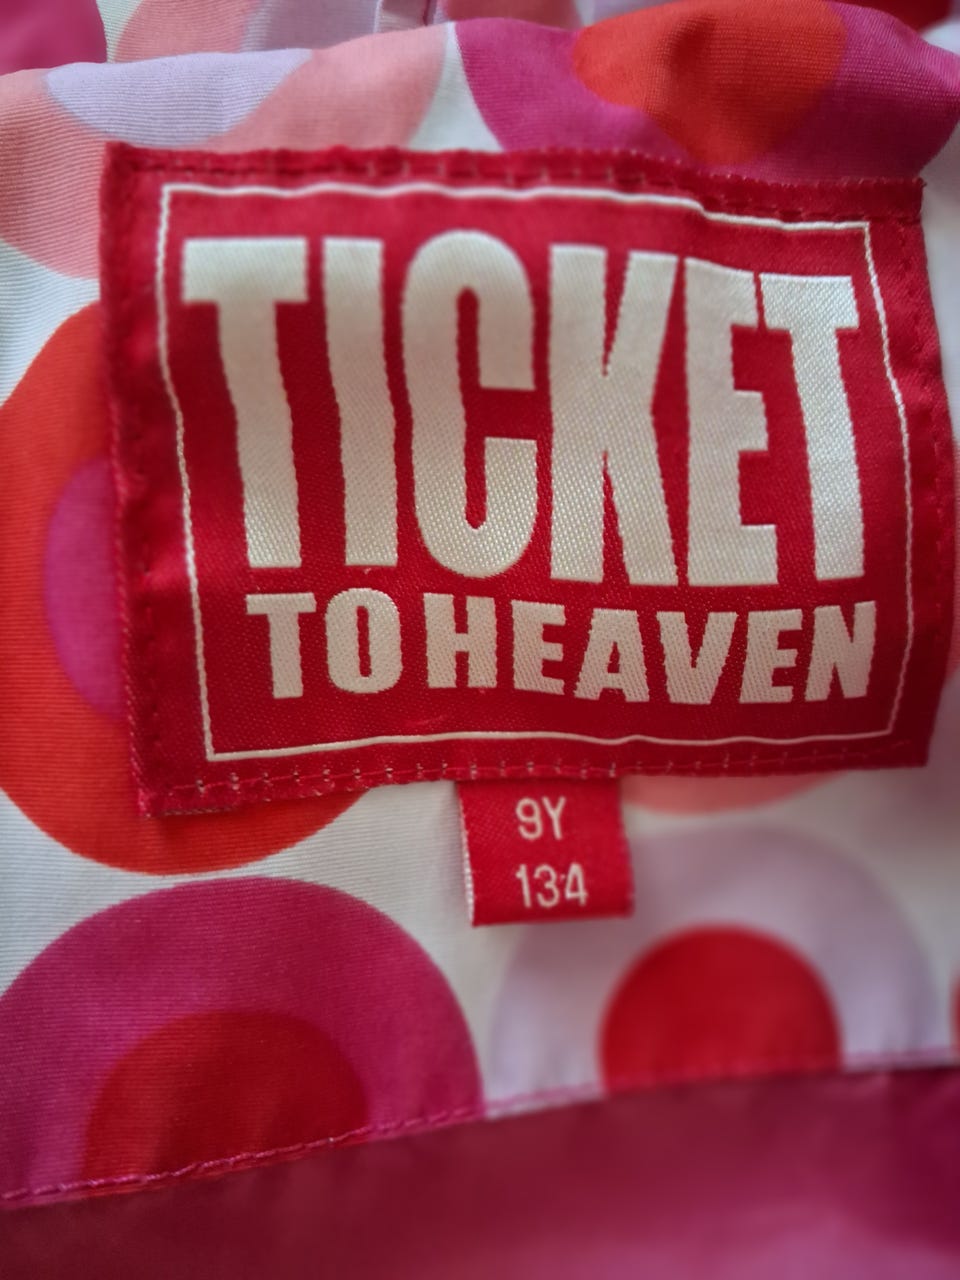 TICKET
TO HEAVEN
9Y
134